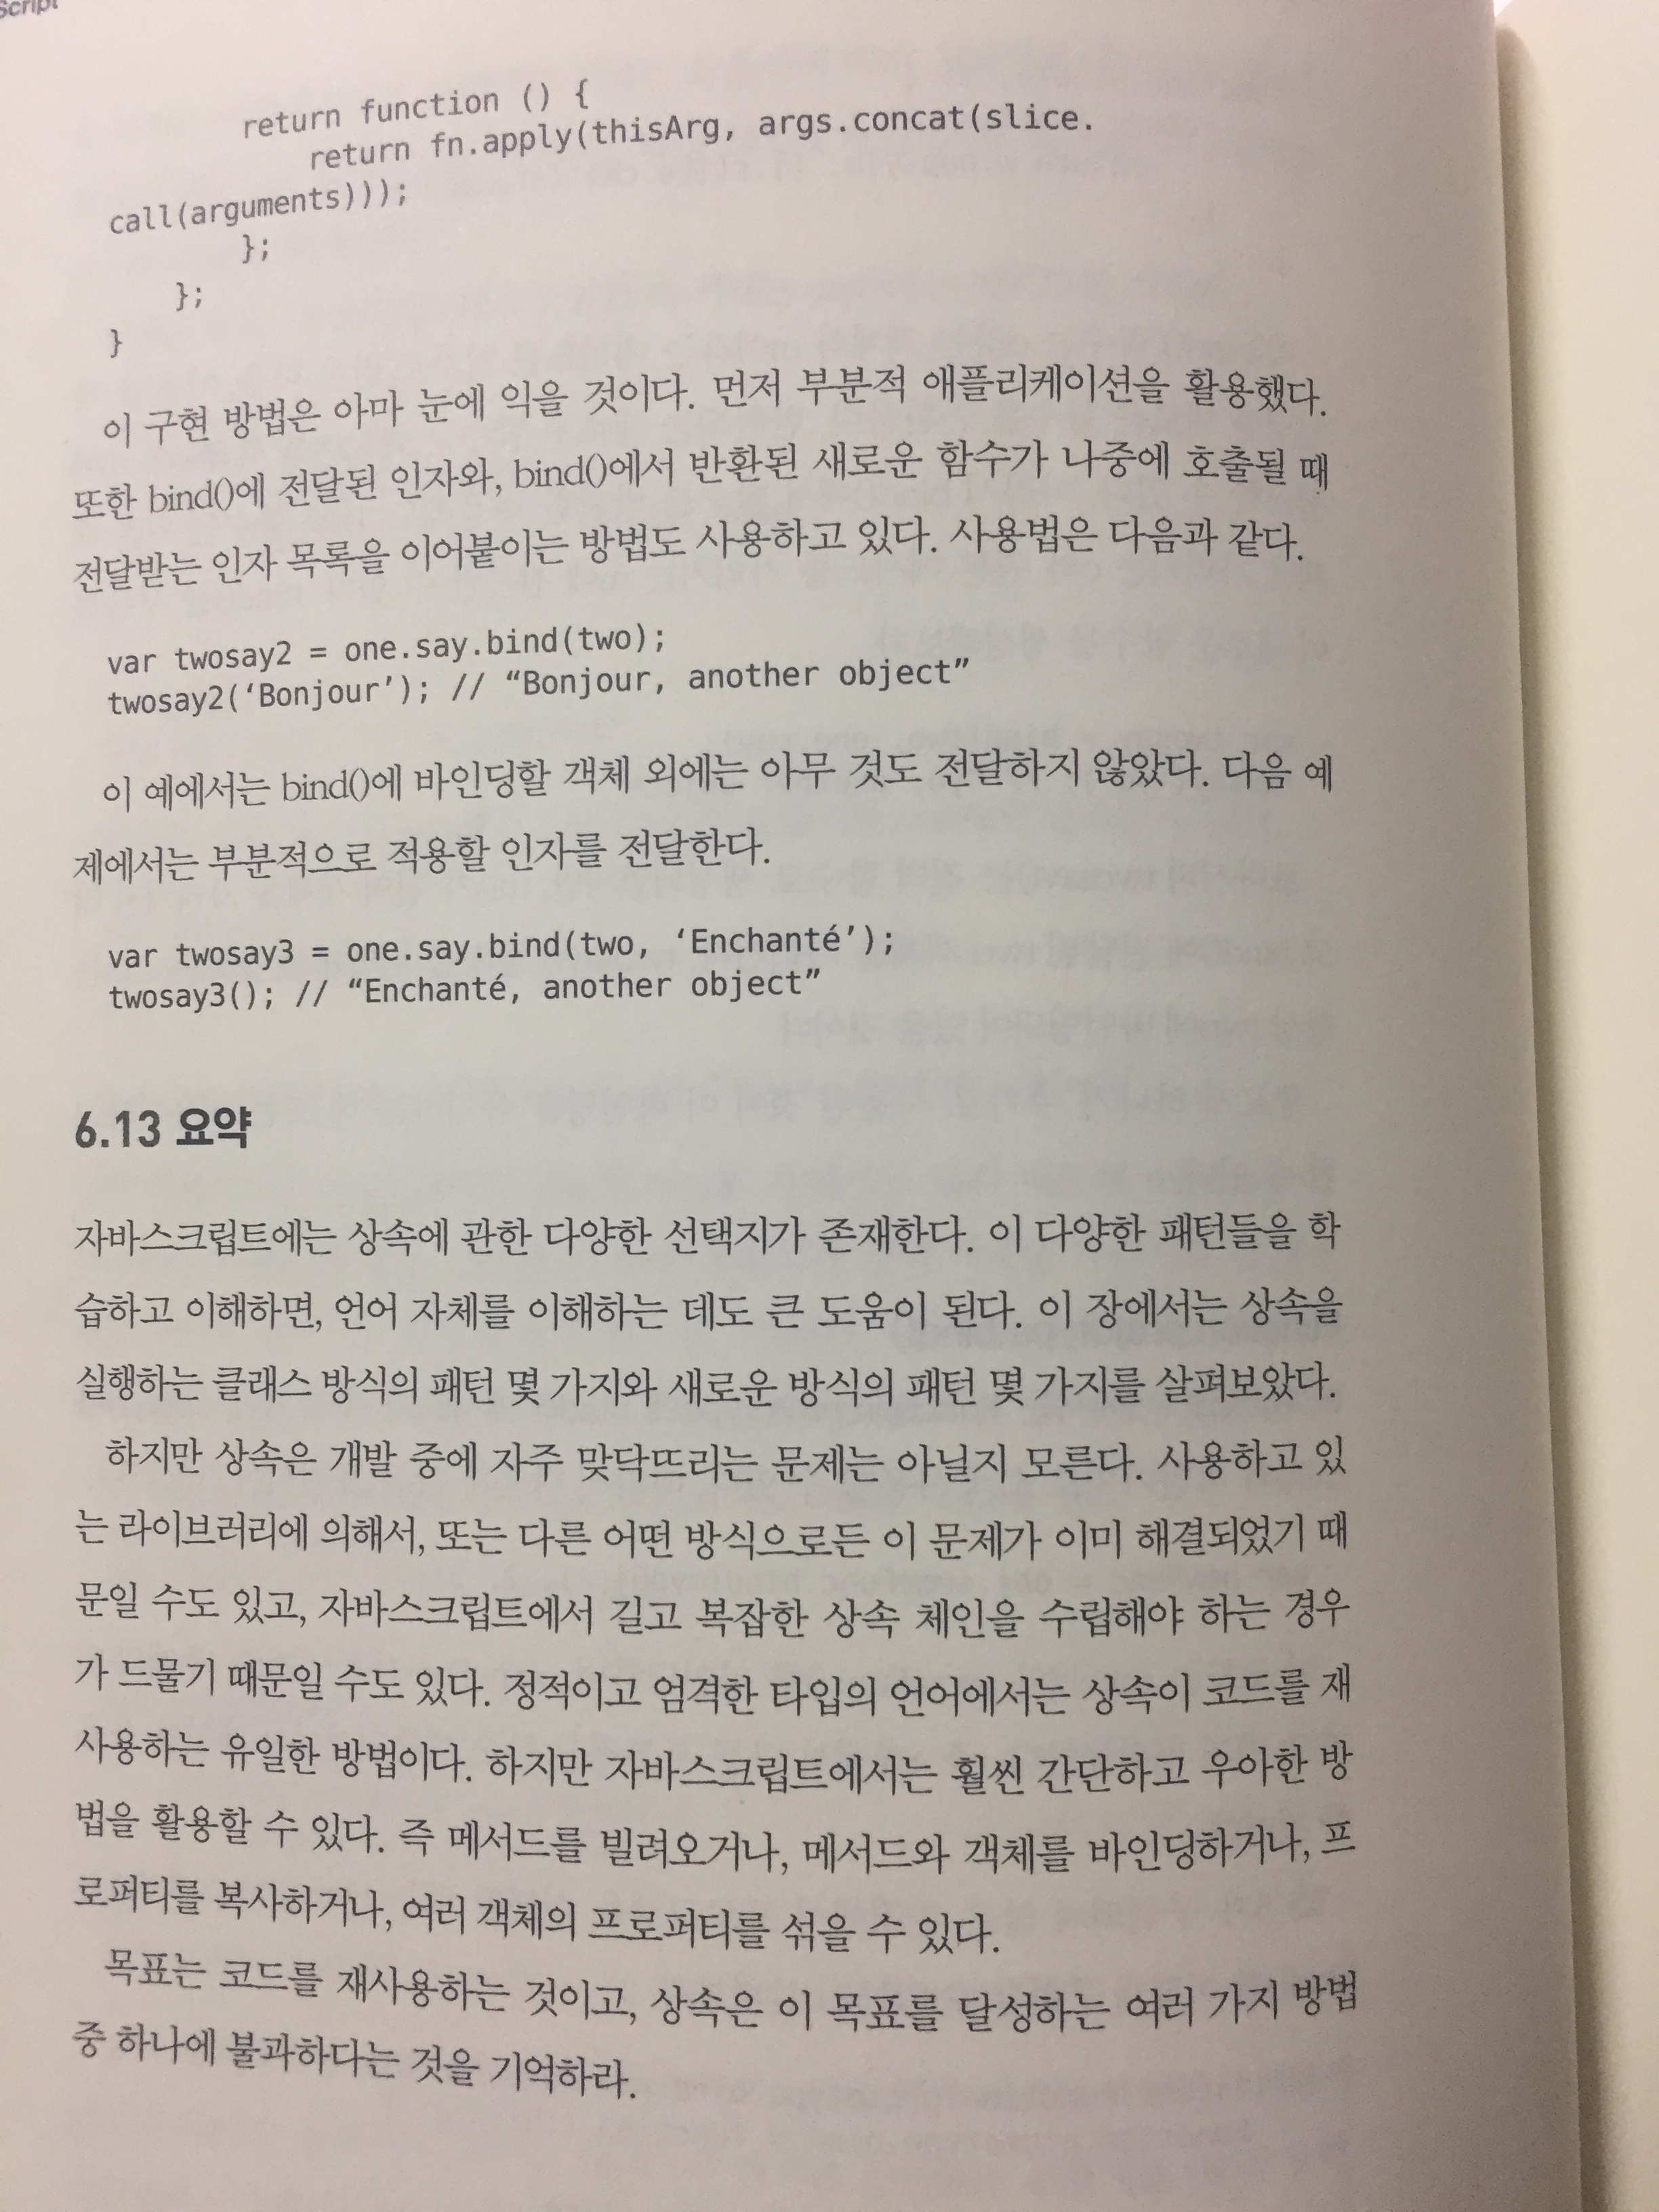 Script
return function () {
return fn.apply(thisArg, args.concat(slice.
call(arguments)));
};
};
}
이 구현 방법은 아마 눈에 익을 것이다. 먼저 부분적 애플리케이션을 활용했다.
또한 bind()에 전달된 인자와, bind()에서 반환된 새로운 함수가 나중에 호출될 때
전달받는 인자 목록을 이어붙이는 방법도 사용하고 있다. 사용법은 다음과 같다.
var twosay2 = one.say.bind(two);
twosay2(‘Bonjour’); // “Bonjour, another object”
이 예에서는 bind()에 바인딩할 객체 외에는 아무 것도 전달하지 않았다. 다음 예
제에서는 부분적으로 적용할 인자를 전달한다.
var twosay3 = one.say.bind(two, ‘Enchanté’);
twosay3(); // “Enchanté, another object”
6.13 요약
자바스크립트에는 상속에 관한 다양한 선택지가 존재한다. 이 다양한 패턴들을 학
습하고 이해하면, 언어 자체를 이해하는 데도 큰 도움이 된다. 이 장에서는 상속을
실행하는 클래스 방식의 패턴 몇 가지와 새로운 방식의 패턴 몇 가지를 살펴보았다.
하지만 상속은 개발 중에 자주 맞닥뜨리는 문제는 아닐지 모른다. 사용하고 있
는 라이브러리에 의해서, 또는 다른 어떤 방식으로든 이 문제가 이미 해결되었기 때
문일 수도 있고, 자바스크립트에서 길고 복잡한 상속 체인을 수립해야 하는 경우
가 드물기 때문일 수도 있다. 정적이고 엄격한 타입의 언어에서는 상속이 코드를 재
사용하는 유일한 방법이다. 하지만 자바스크립트에서는 훨씬 간단하고 우아한 방
법을 활용할 수 있다. 즉 메서드를 빌려오거나, 메서드와 객체를 바인딩하거나, 프
로퍼티를 복사하거나, 여러 객체의 프로퍼티를 섞을 수 있다.
목표는 코드를 재사용하는 것이고, 상속은 이 목표를 달성하는 여러 가지 방법
중 하나에 불과하다는 것을 기억하라.